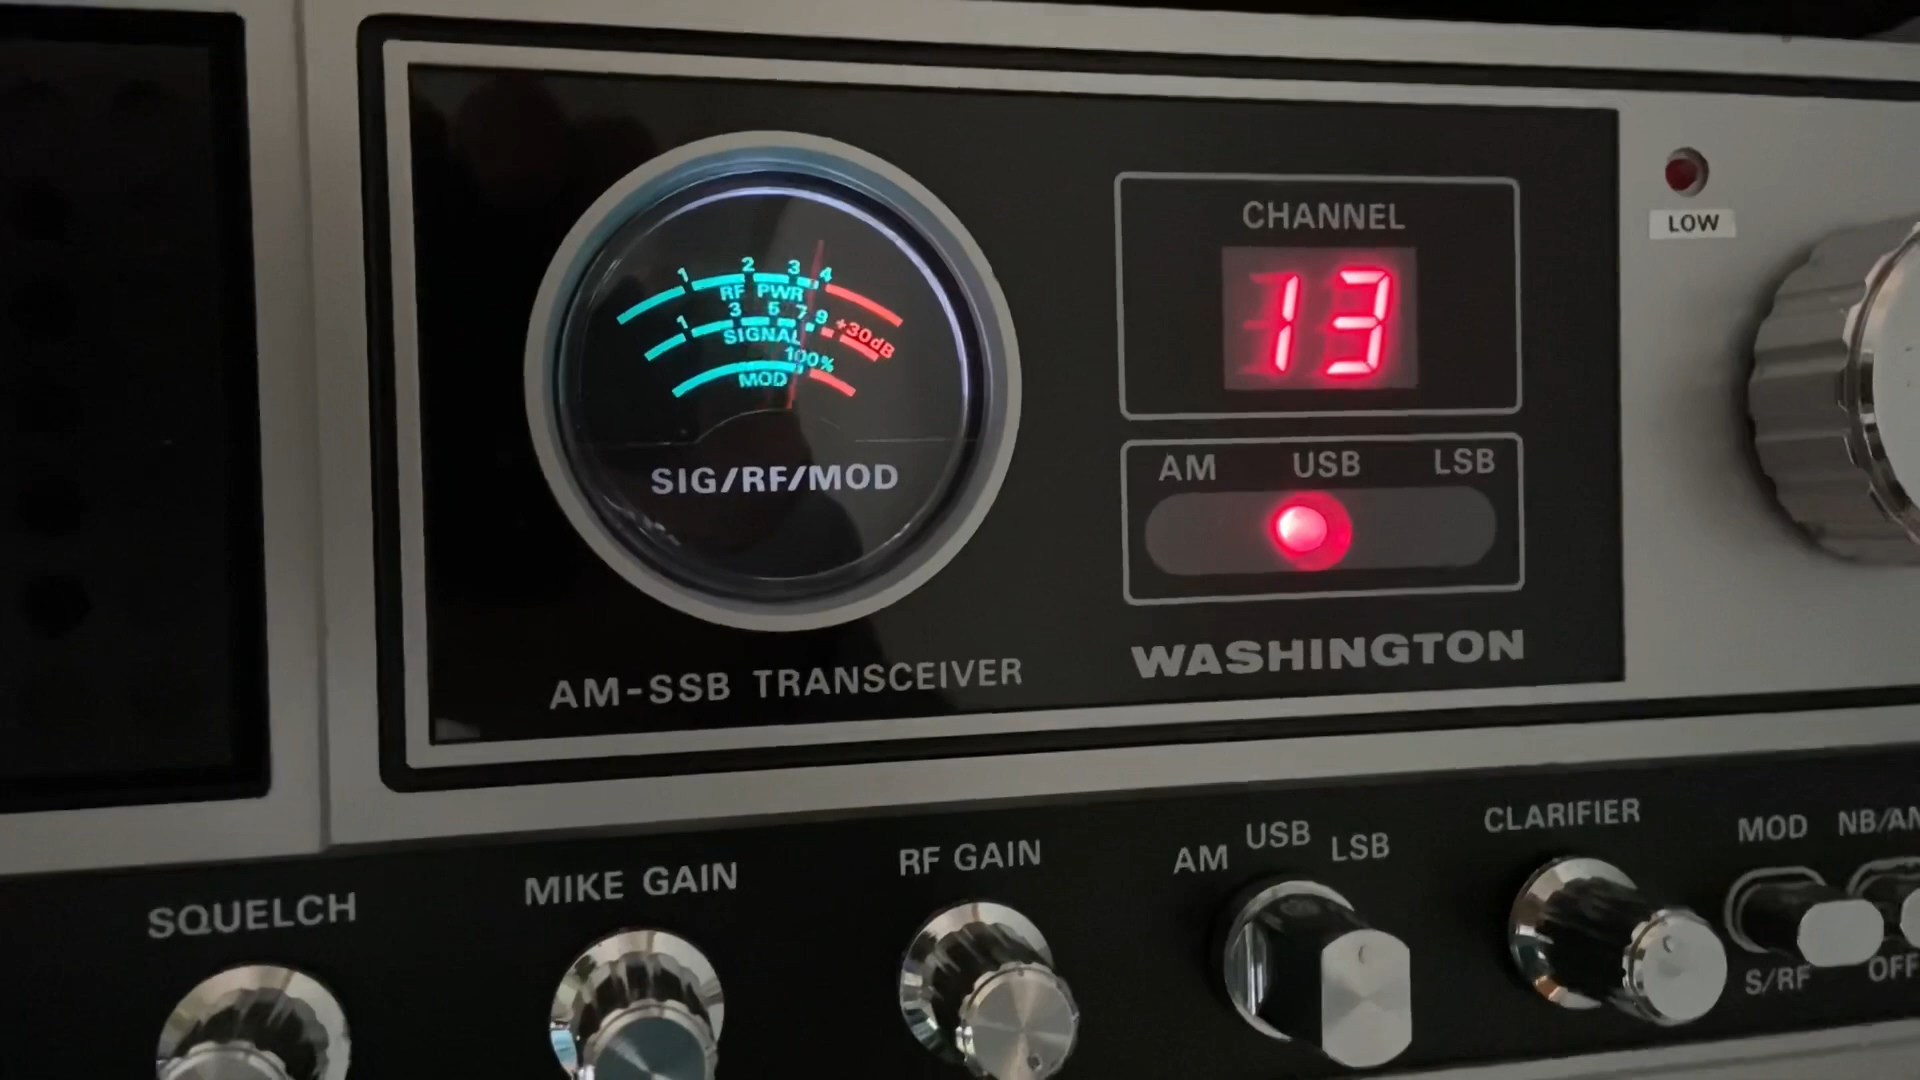 1 2 3 4
RF PWR
1 3 5 7 9 +30dB
SIGNAL
100%
MOD
SIG/RF/MOD
AM-SSB TRANSCEIVER
CHANNEL
13
AM USB LSB
WASHINGTON
LOW
SQUELCH
MIKE GAIN
RF GAIN
AM USB LSB
CLARIFIER
MOD
S/RF
NB/AN
OFF